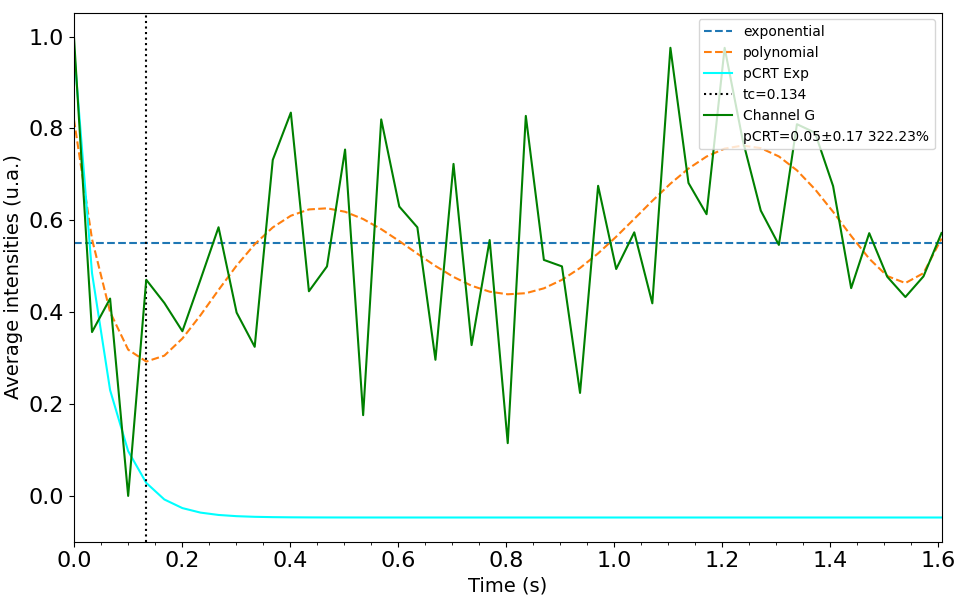 exponential
polynomial
pCRT Exp
tc=0.134
Channel G
pCRT=0.05±0.17 322.23%
Average intensities (u.a.)
1.0
0.8
0.6
0.4
0.2
0.0
0.0 0.2 0.4 0.6 0.8 1.0 1.2 1.4 1.6
Time (s)